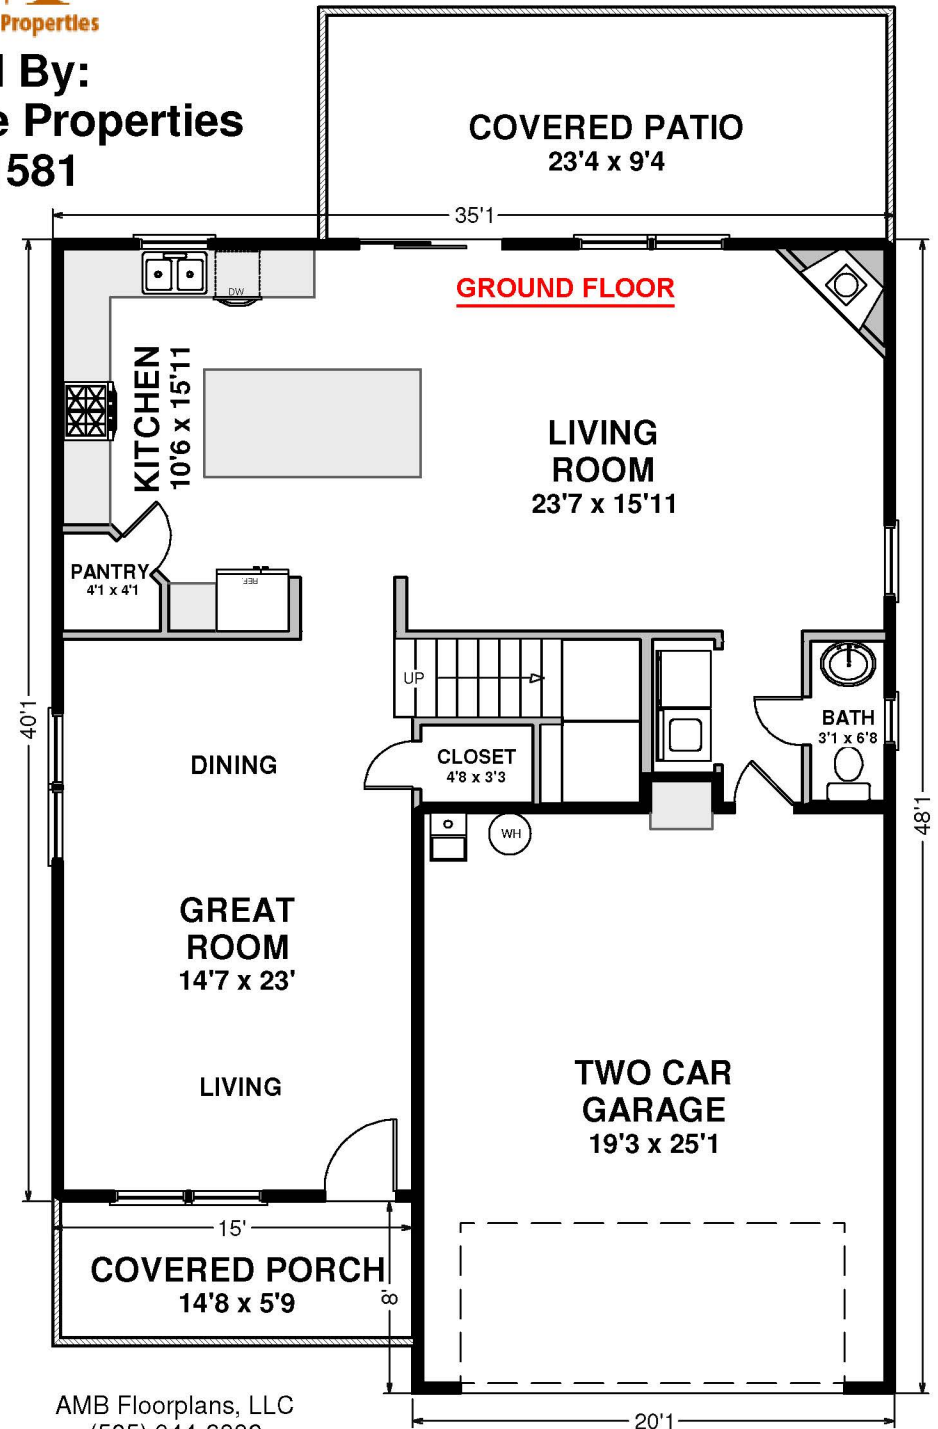 Properties
By:
Properties
581
COVERED PATIO
23'4 x 9'4
35'1
GROUND FLOOR
DW
KITCHEN
10'6 x 15'11
LIVING
ROOM
23'7 x 15'11
PANTRY
4'1 x 4'1
REF.
UP
BATH
3'1 x 6'8
CLOSET
4'8 x 3'3
DINING
40'1
48'1
WH
GREAT
ROOM
14'7 x 23'
LIVING
TWO CAR
GARAGE
19'3 x 25'1
15'
COVERED PORCH
14'8 x 5'9
8'
AMB Floorplans, LLC
20'1